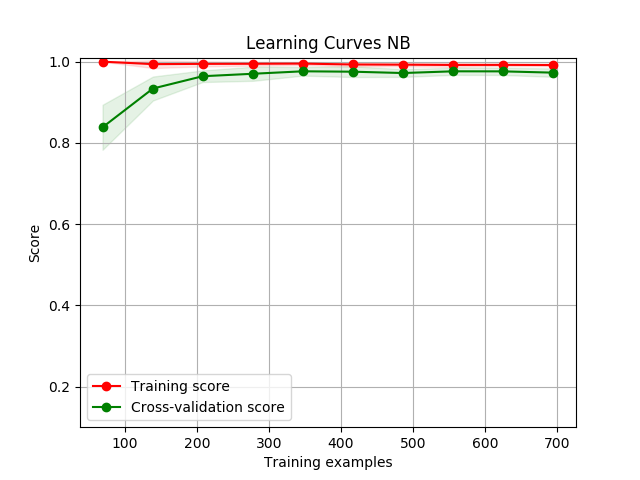 Learning Curves NB
1.0
0.8
0.6
0.4
0.2
Score
Training score
Cross-validation score
100 200 300 400 500 600 700
Training examples